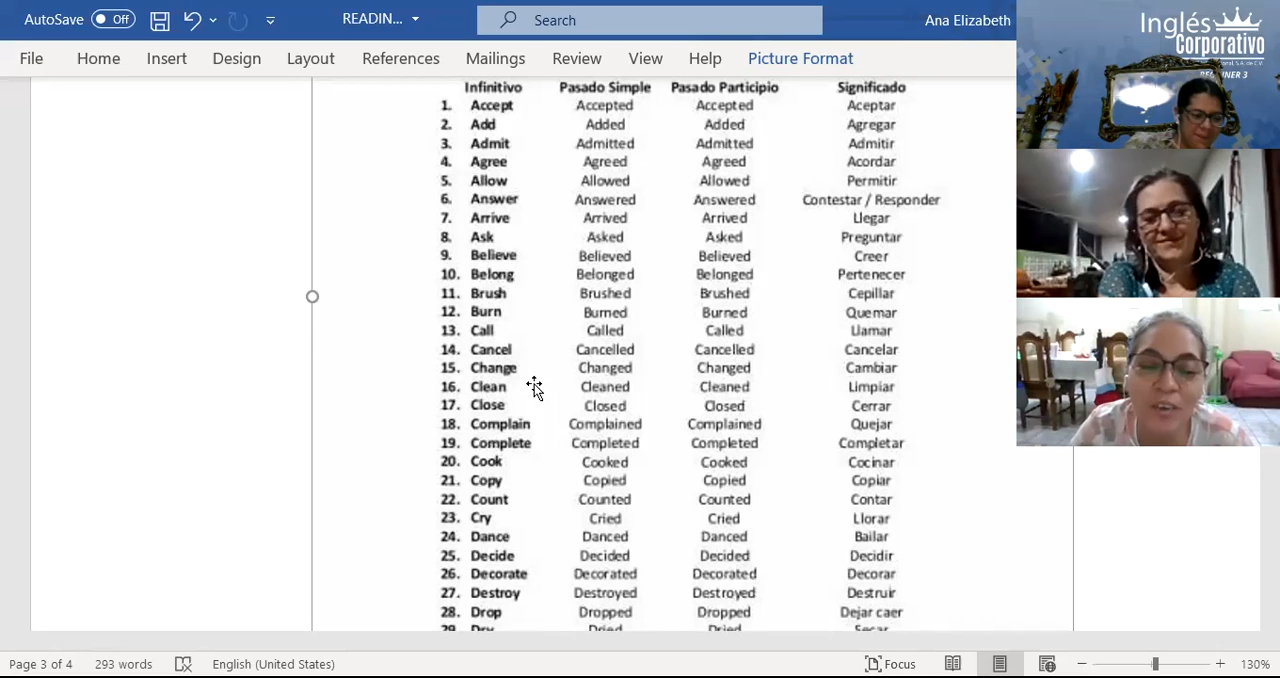 AutoSave Off READIN... Search Ana Elizabeth
File Home Insert Design Layout References Mailings Review View Help Picture Format
Inglés
Corporativo
Infinitivo Pasado Simple Pasado Participio Significado
1. Accept Accepted Accepted Aceptar
2. Add Added Added Agregar
3. Admit Admitted Admitted Admitir
4. Agree Agreed Agreed Acordar
5. Allow Allowed Allowed Permitir
6. Answer Answered Answered Contestar / Responder
7. Arrive Arrived Arrived Llegar
8. Ask Asked Asked Preguntar
9. Believe Believed Believed Creer
10. Belong Belonged Belonged Pertenecer
11. Brush Brushed Brushed Cepillar
12. Burn Burned Burned Quemar
13. Call Called Called Llamar
14. Cancel Cancelled Cancelled Cancelar
15. Change Changed Changed Cambiar
16. Clean Cleaned Cleaned Limpiar
17. Close Closed Closed Cerrar
18. Complain Complained Complained Quejar
19. Complete Completed Completed Completar
20. Cook Cooked Cooked Cocinar
21. Copy Copied Copied Copiar
22. Count Counted Counted Contar
23. Cry Cried Cried Llorar
24. Dance Danced Danced Bailar
25. Decide Decided Decided Decidir
26. Decorate Decorated Decorated Decorar
27. Destroy Destroyed Destroyed Destruir
28. Drop Dropped Dropped Dejar caer
29. Dry Dried Dried Secar
Page 3 of 4 293 words English (United States) Focus 130%